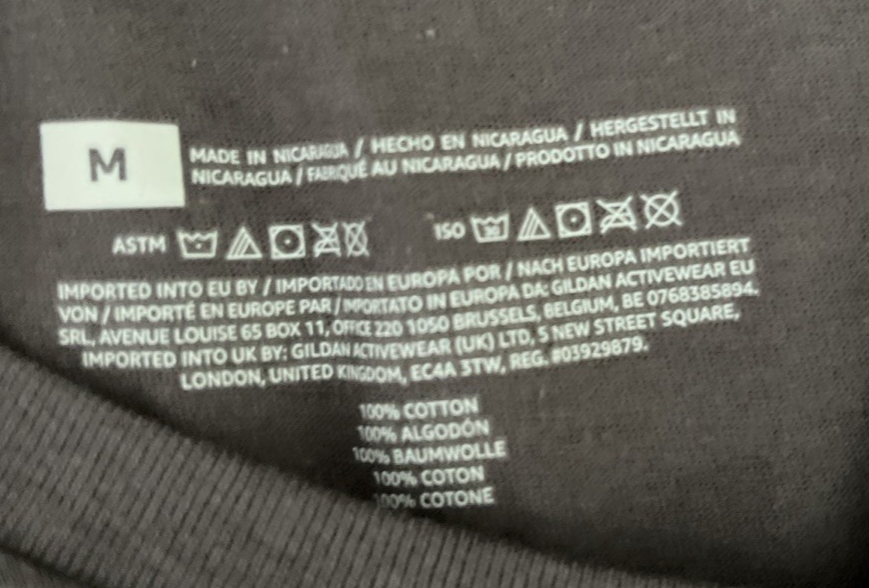 M
MADE IN NICARAGUA / HECHO EN NICARAGUA / HERGESTELLT IN
NICARAGUA / FABRIQUÉ AU NICARAGUA / PRODOTTO IN NICARAGUA
ASTM
ISO 30
IMPORTED INTO EU BY / IMPORTADO EN EUROPA POR / NACH EUROPA IMPORTIERT
VON / IMPORTÉ EN EUROPE PAR / IMPORTATO IN EUROPA DA: GILDAN ACTIVEWEAR EU
SRL, AVENUE LOUISE 65 BOX 11, OFFICE 220 1050 BRUSSELS, BELGIUM, BE 0768385894.
IMPORTED INTO UK BY: GILDAN ACTIVEWEAR (UK) LTD, 5 NEW STREET SQUARE,
LONDON, UNITED KINGDOM, EC4A 3TW, REG. #03929879.
100% COTTON
100% ALGODÓN
100% BAUMWOLLE
100% COTON
100% COTONE